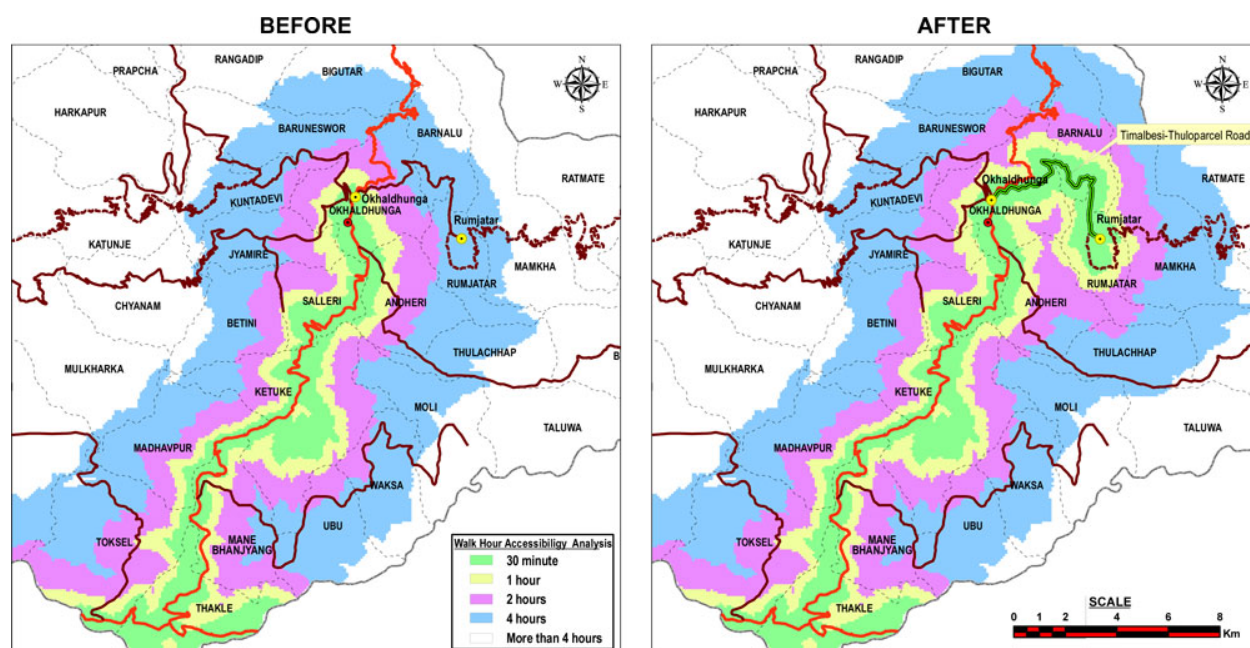 BEFORE
AFTER
RANGADIP
PRAPCHA
BIGUTAR
N
W E
S
HARKAPUR
BARUNESWOR
BARNALU
RATMATE
KUNTADEVI
Okhaldhunga
OKHALDHUNGA
Rumjatar
KATUNJE
JYAMIRE
MAMKHA
RUMJATAR
CHYANAM
SALLERI
ANDHERI
BETINI
THULACHHAP
B
MULKHARKA
KETUKE
MOLI
TALUWA
MADHAVPUR
WAKSA
UBU
TOKSEL
MANE
BHANJYANG
THAKLE
Walk Hour Accessibiligy Analysis
30 minute
1 hour
2 hours
4 hours
More than 4 hours
RANGADIP
PRAPCHA
BIGUTAR
N
W E
S
HARKAPUR
BARUNESWOR
BARNALU
Timalbesi-Thuloparcel Road
RATMATE
Okhaldhunga
KUNTADEVI
OKHALDHUNGA
Rumjatar
KATUNJE
JYAMIRE
MAMKHA
RUMJATAR
CHYANAM
SALLERI
ANDHERI
BETINI
THULACHHAP
MULKHARKA
KETUKE
MOLI
TALUWA
MADHAVPUR
WAKSA
UBU
TOKSEL
MANE
BHANJYANG
THAKLE
SCALE
0 1 2 4 6 8
Km